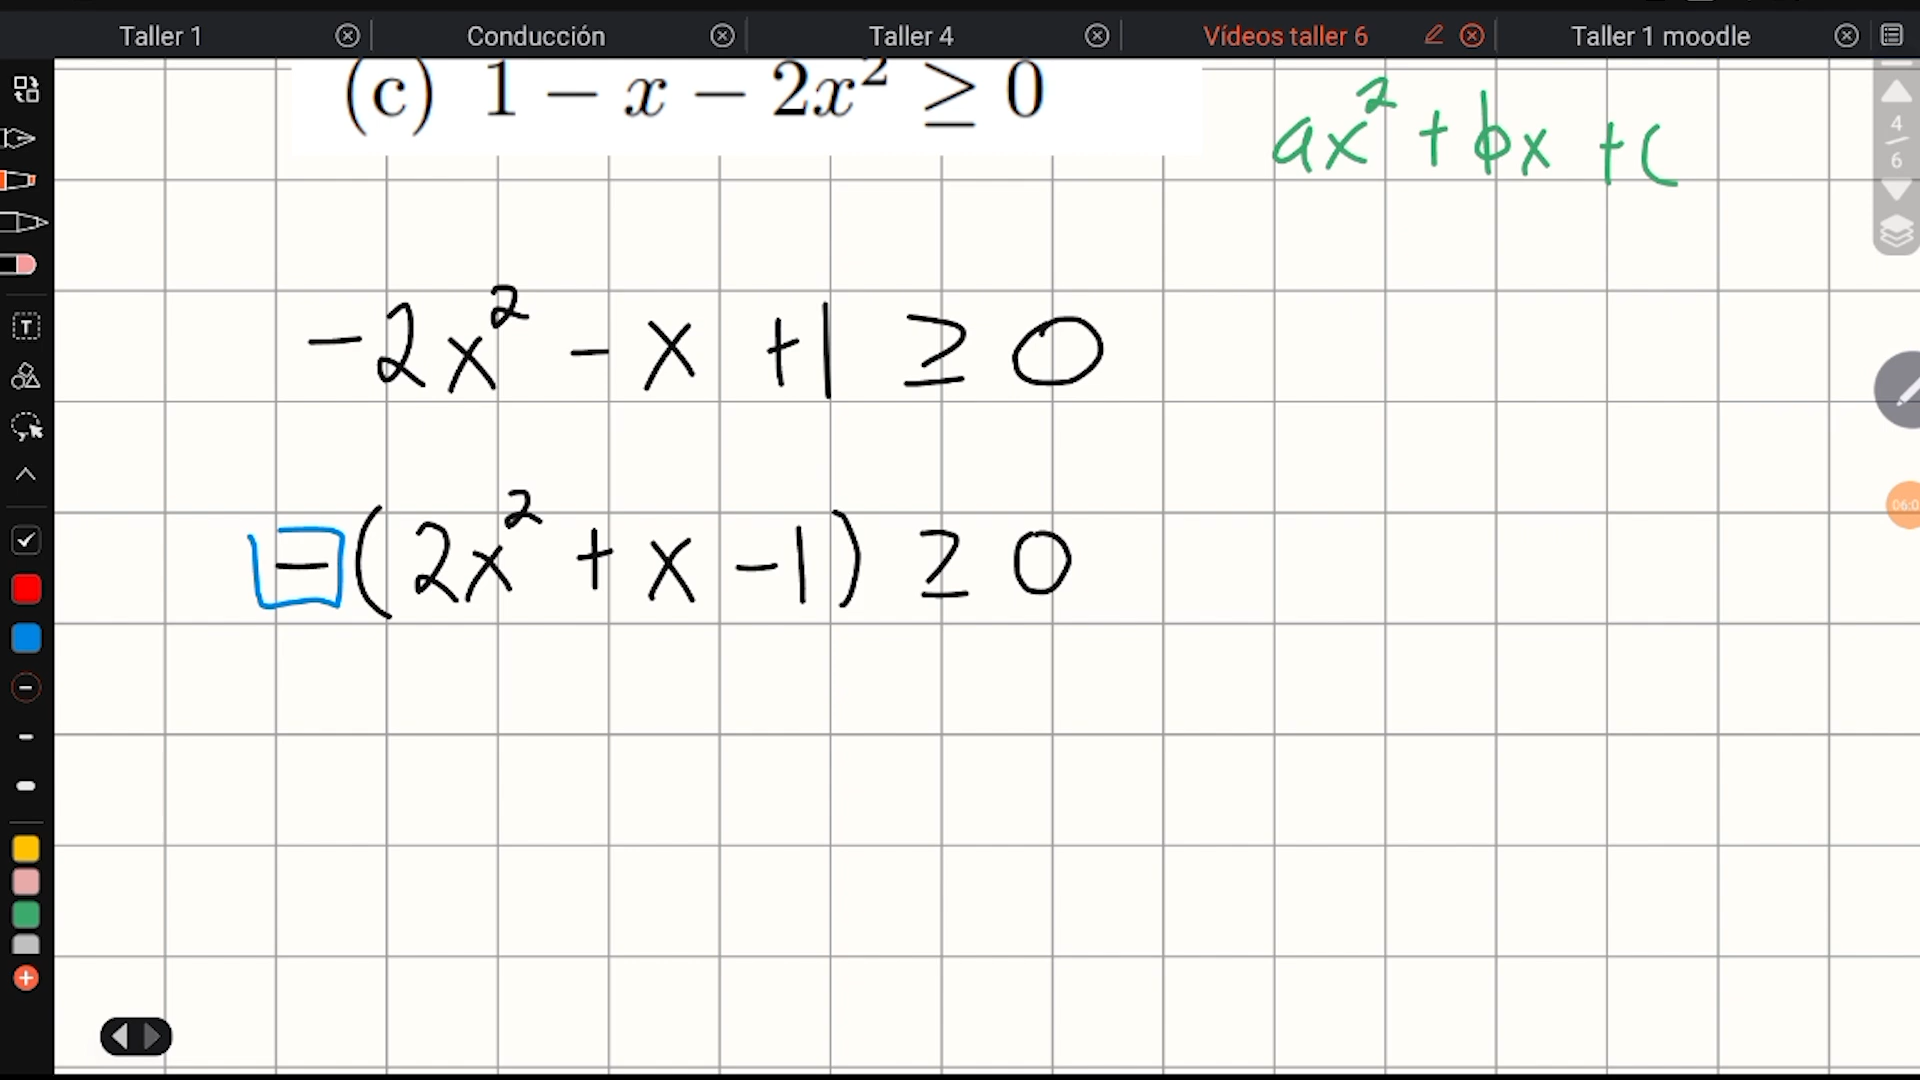 Taller 1 Conducción Taller 4 Vídeos taller 6 Taller 1 moodle
(c) 1 − x − 2x² ≥ 0
ax² + bx + c
4
6
-2x² - x + 1 ≥ 0
-(2x² + x - 1) ≥ 0
T